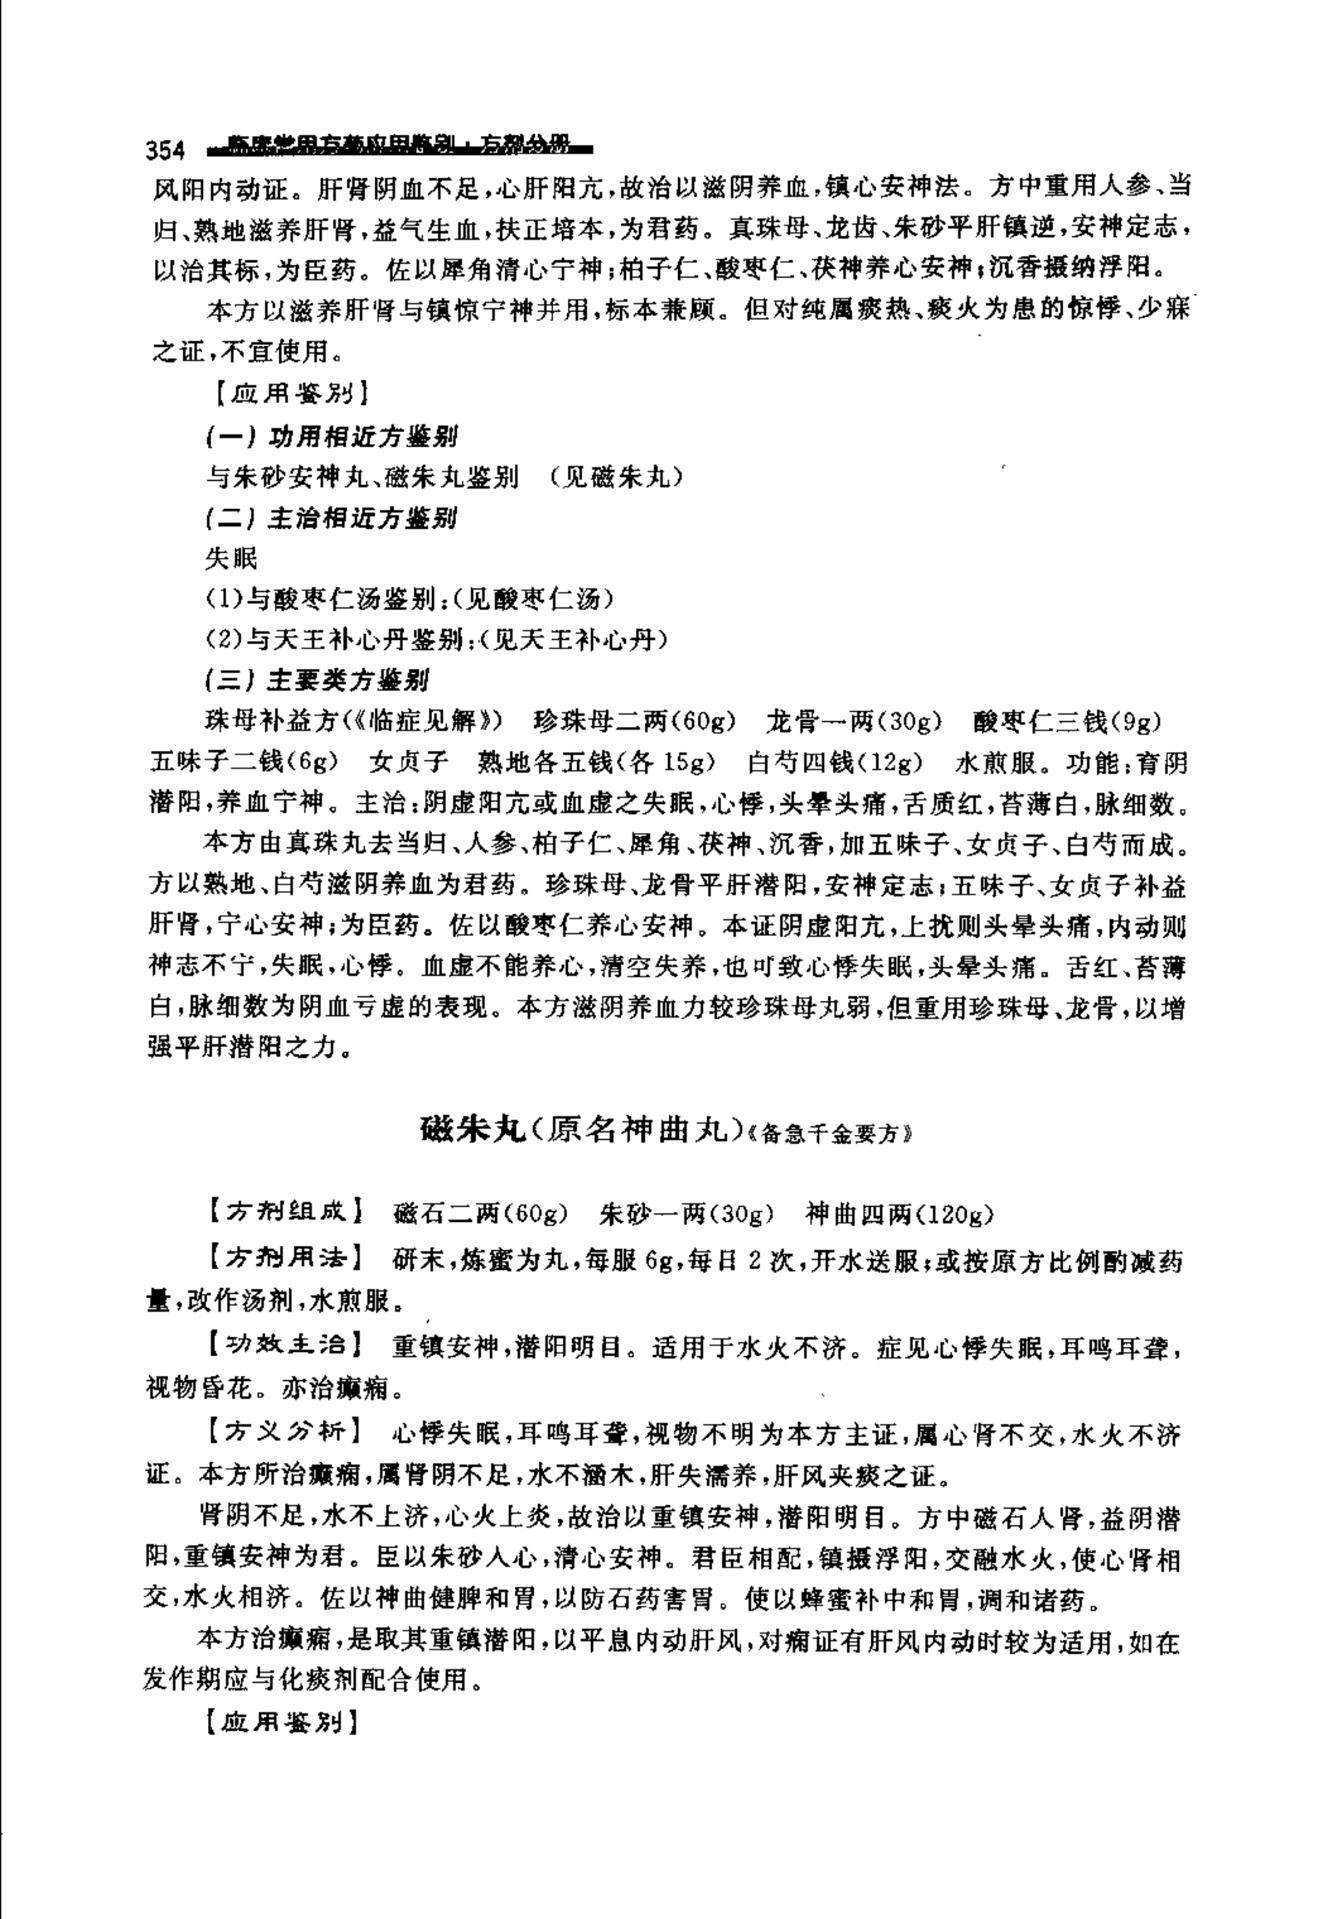 354 临床常用方药应用鉴别·方剂分册
风阳内动证。肝肾阴血不足,心肝阳亢,故治以滋阴养血,镇心安神法。方中重用人参、当
归、熟地滋养肝肾,益气生血,扶正培本,为君药。真珠母、龙齿、朱砂平肝镇逆,安神定志,
以治其标,为臣药。佐以犀角清心宁神;柏子仁、酸枣仁、茯神养心安神;沉香摄纳浮阳。
本方以滋养肝肾与镇惊宁神并用,标本兼顾。但对纯属痰热、痰火为患的惊悸、少寐
之证,不宜使用。
【应用鉴别】
(一)功用相近方鉴别
与朱砂安神丸、磁朱丸鉴别 (见磁朱丸)
(二)主治相近方鉴别
失眠
(1)与酸枣仁汤鉴别:(见酸枣仁汤)
(2)与天王补心丹鉴别:(见天王补心丹)
(三)主要类方鉴别
珠母补益方(《临症见解》) 珍珠母二两(60g) 龙骨一两(30g) 酸枣仁三钱(9g)
五味子二钱(6g) 女贞子 熟地各五钱(各15g) 白芍四钱(12g) 水煎服。功能:育阴
潜阳,养血宁神。主治:阴虚阳亢或血虚之失眠,心悸,头晕头痛,舌质红,苔薄白,脉细数。
本方由真珠丸去当归、人参、柏子仁、犀角、茯神、沉香,加五味子、女贞子、白芍而成。
方以熟地、白芍滋阴养血为君药。珍珠母、龙骨平肝潜阳,安神定志;五味子、女贞子补益
肝肾,宁心安神;为臣药。佐以酸枣仁养心安神。本证阴虚阳亢,上扰则头晕头痛,内动则
神志不宁,失眠,心悸。血虚不能养心,清空失养,也可致心悸失眠,头晕头痛。舌红、苔薄
白,脉细数为阴血亏虚的表现。本方滋阴养血力较珍珠母丸弱,但重用珍珠母、龙骨,以增
强平肝潜阳之力。
磁朱丸(原名神曲丸)《备急千金要方》
【方剂组成】 磁石二两(60g) 朱砂一两(30g) 神曲四两(120g)
【方剂用法】 研末,炼蜜为丸,每服6g,每日2次,开水送服;或按原方比例酌减药
量,改作汤剂,水煎服。
【功效主治】 重镇安神,潜阳明目。适用于水火不济。症见心悸失眠,耳鸣耳聋,
视物昏花。亦治癫痫。
【方义分析】 心悸失眠,耳鸣耳聋,视物不明为本方主证,属心肾不交,水火不济
证。本方所治癫痫,属肾阴不足,水不涵木,肝失濡养,肝风夹痰之证。
肾阴不足,水不上济,心火上炎,故治以重镇安神,潜阳明目。方中磁石人肾,益阴潜
阳,重镇安神为君。臣以朱砂人心,清心安神。君臣相配,镇摄浮阳,交融水火,使心肾相
交,水火相济。佐以神曲健脾和胃,以防石药害胃。使以蜂蜜补中和胃,调和诸药。
本方治癫痫,是取其重镇潜阳,以平息内动肝风,对痫证有肝风内动时较为适用,如在
发作期应与化痰剂配合使用。
【应用鉴别】